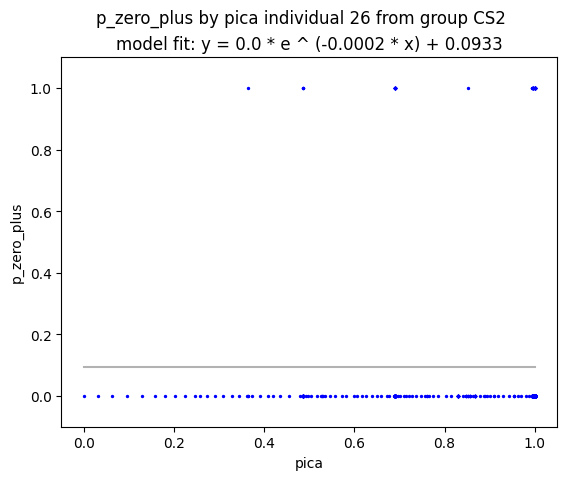 p_zero_plus by pica individual 26 from group CS2
model fit: y = 0.0 * e ^ (-0.0002 * x) + 0.0933
1.0
0.8
0.6
0.4
0.2
0.0
p_zero_plus
0.0 0.2 0.4 0.6 0.8 1.0
pica